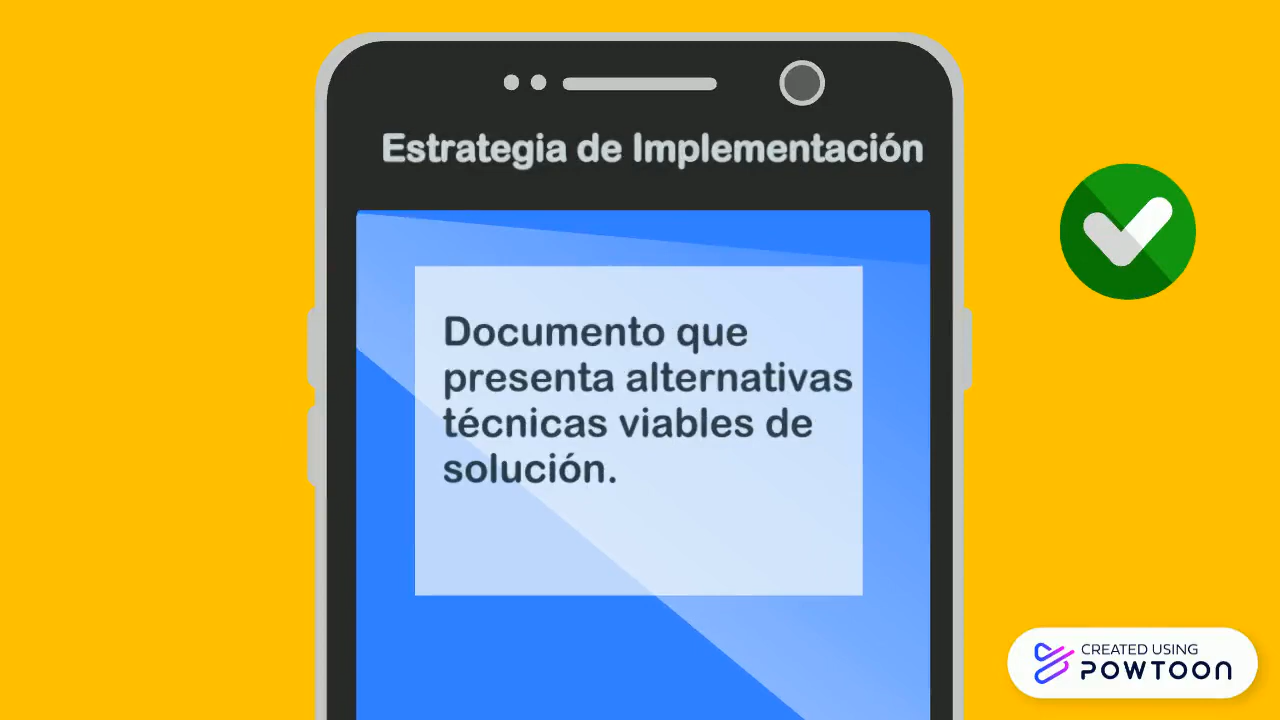 Estrategia de Implementación
Documento que
presenta alternativas
técnicas viables de
solución.
CREATED USING
POWTOON